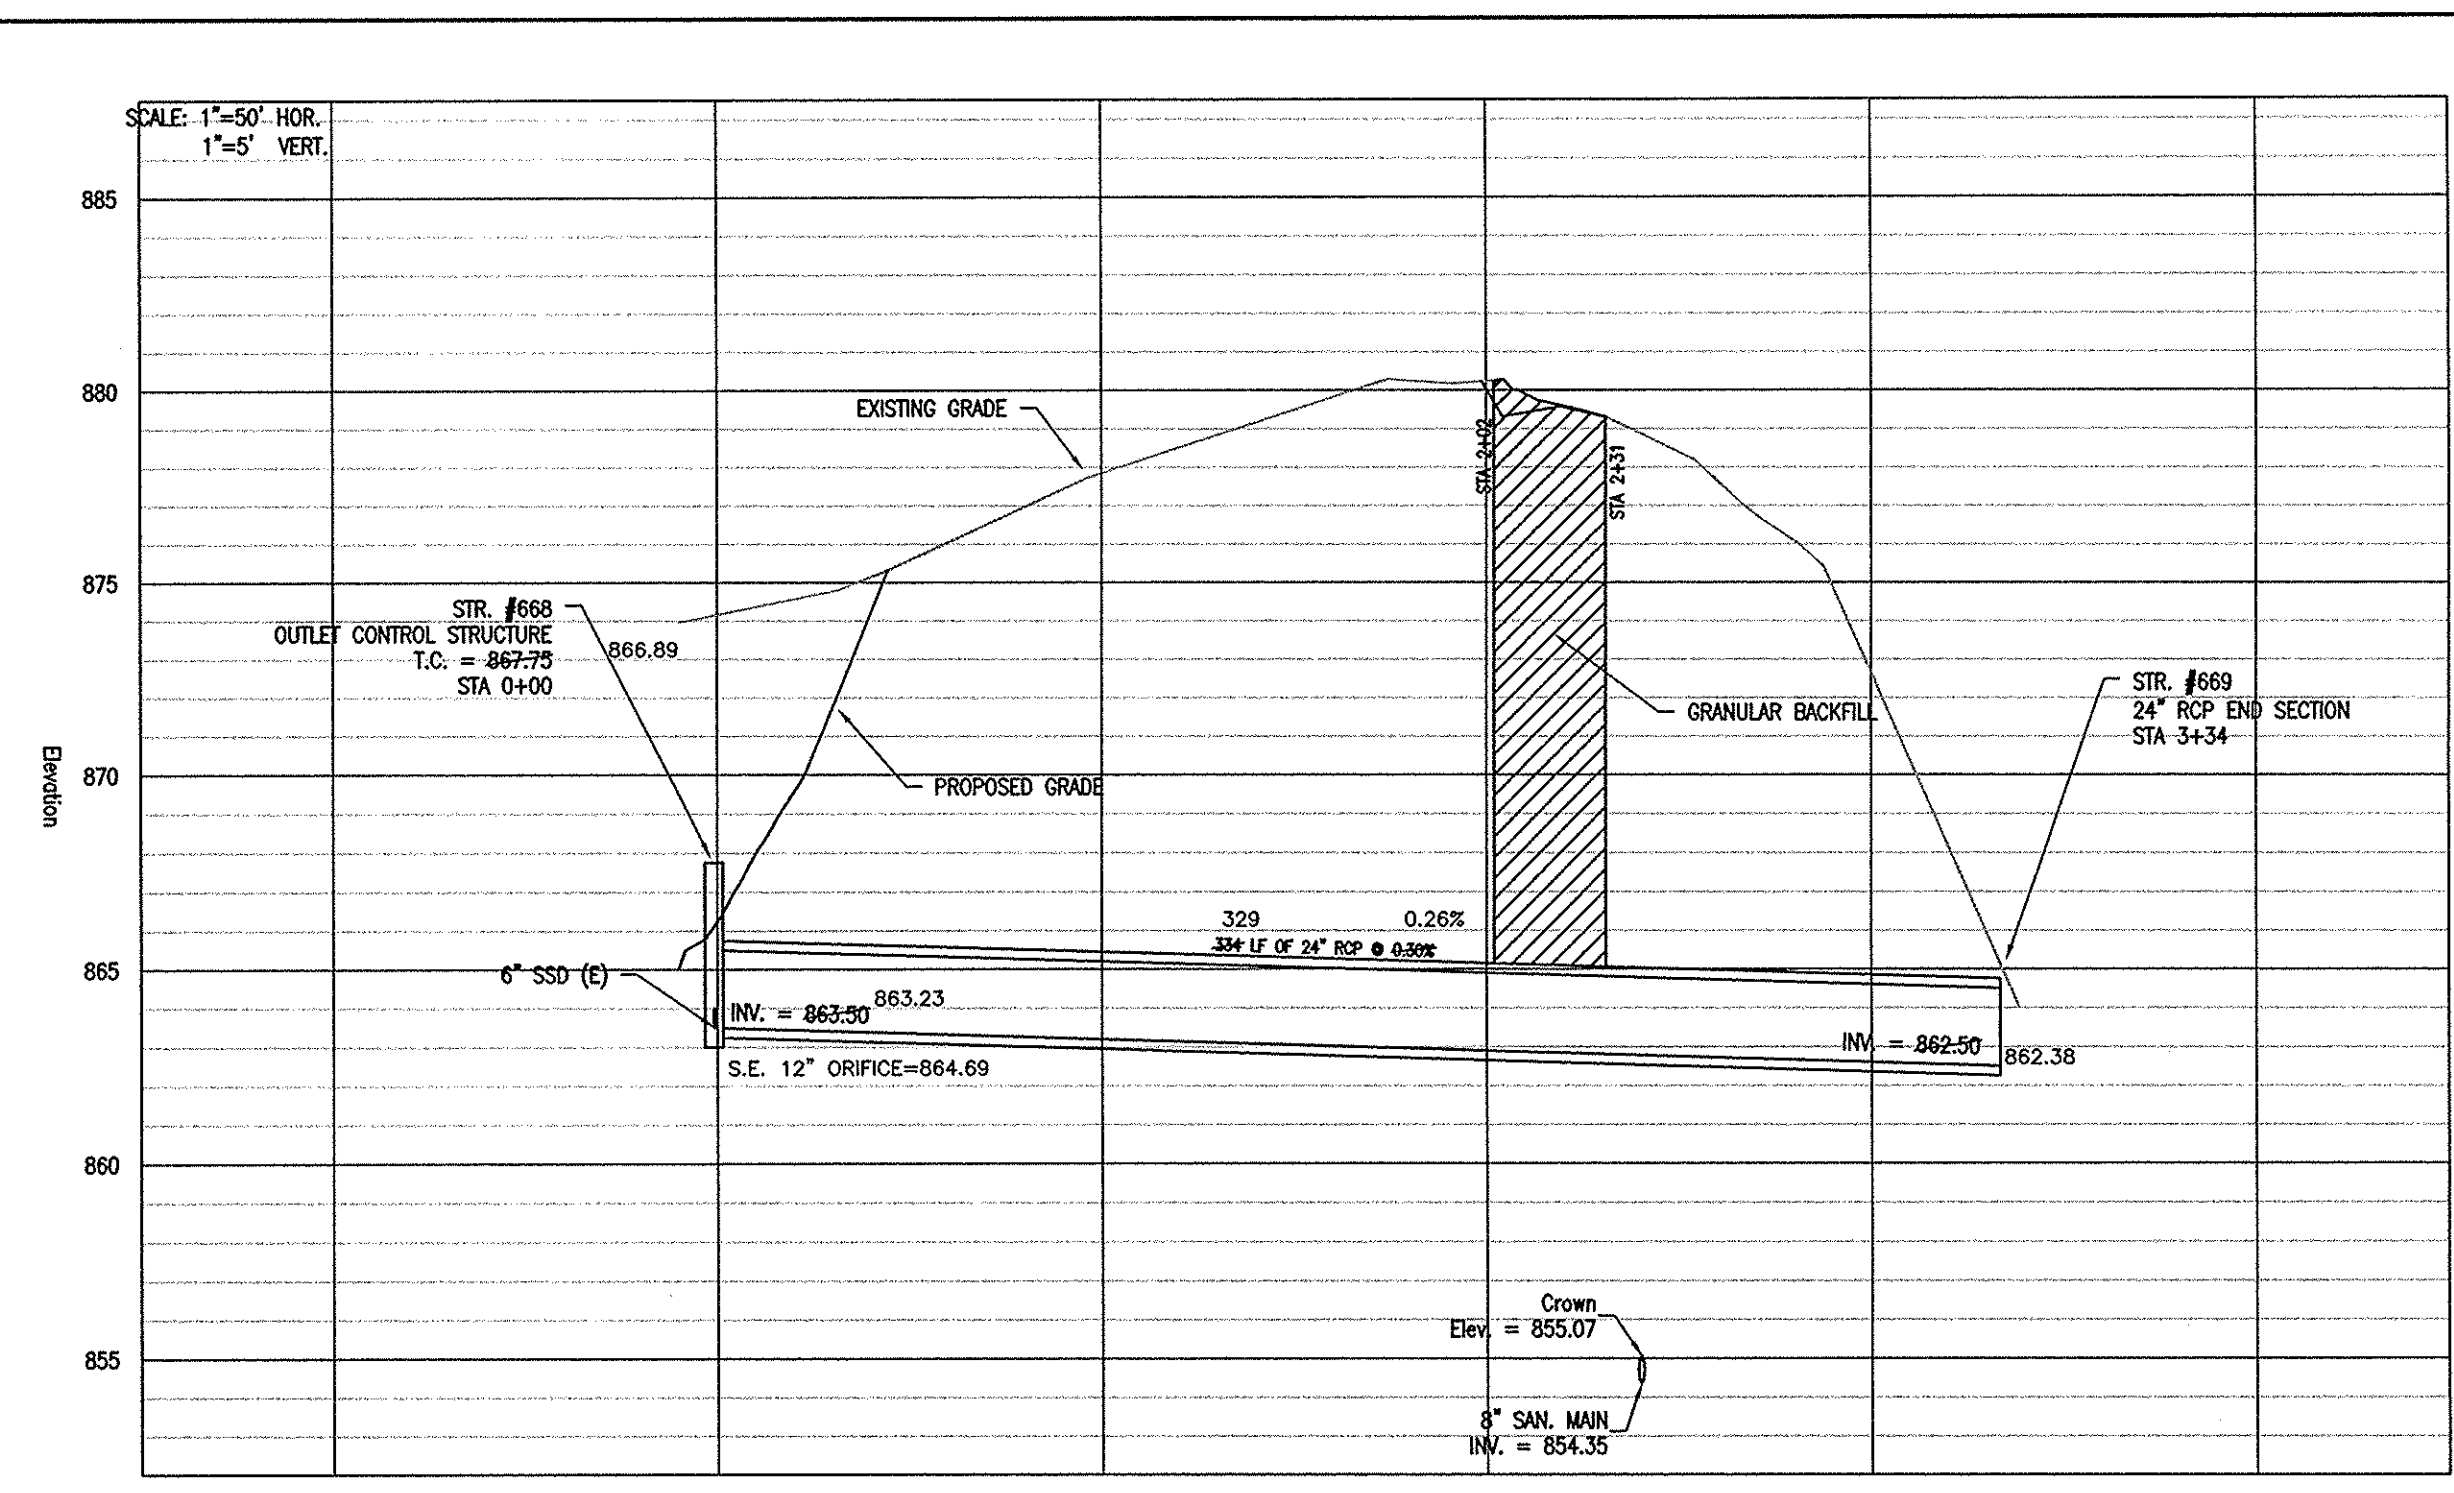 SCALE: 1"=50' HOR.
1"=5' VERT.
885
880
875
870
865
860
855
Elevation
EXISTING GRADE
STA 2+02
STA 2+31
STR. #668
OUTLET CONTROL STRUCTURE
T.C. = 867.75
866.89
STA 0+00
PROPOSED GRADE
GRANULAR BACKFILL
STR. #669
24" RCP END SECTION
STA 3+34
329 0.26%
334 LF OF 24" RCP @ 0.30%
6" SSD (E)
INV. = 863.50
863.23
S.E. 12" ORIFICE=864.69
INV. = 862.50
862.38
Crown
Elev. = 855.07
8" SAN. MAIN
INV. = 854.35